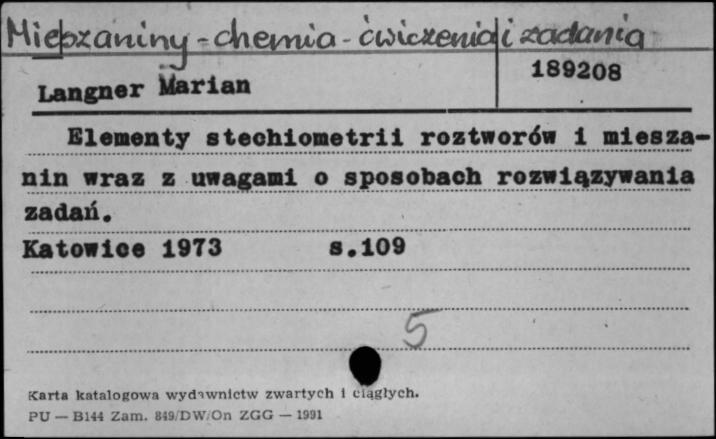 Mieszaniny - chemia - ćwiczenia i zadania
Langner Marian
189208
Elementy stechiometrii roztworów i miesza-
nin wraz z uwagami o sposobach rozwiązywania
zadań.
Katowice 1973 s.109
5
Karta katalogowa wydawnictw zwartych i ciągłych.
PU — B144 Zam. 849/DW/On ZGG — 1991